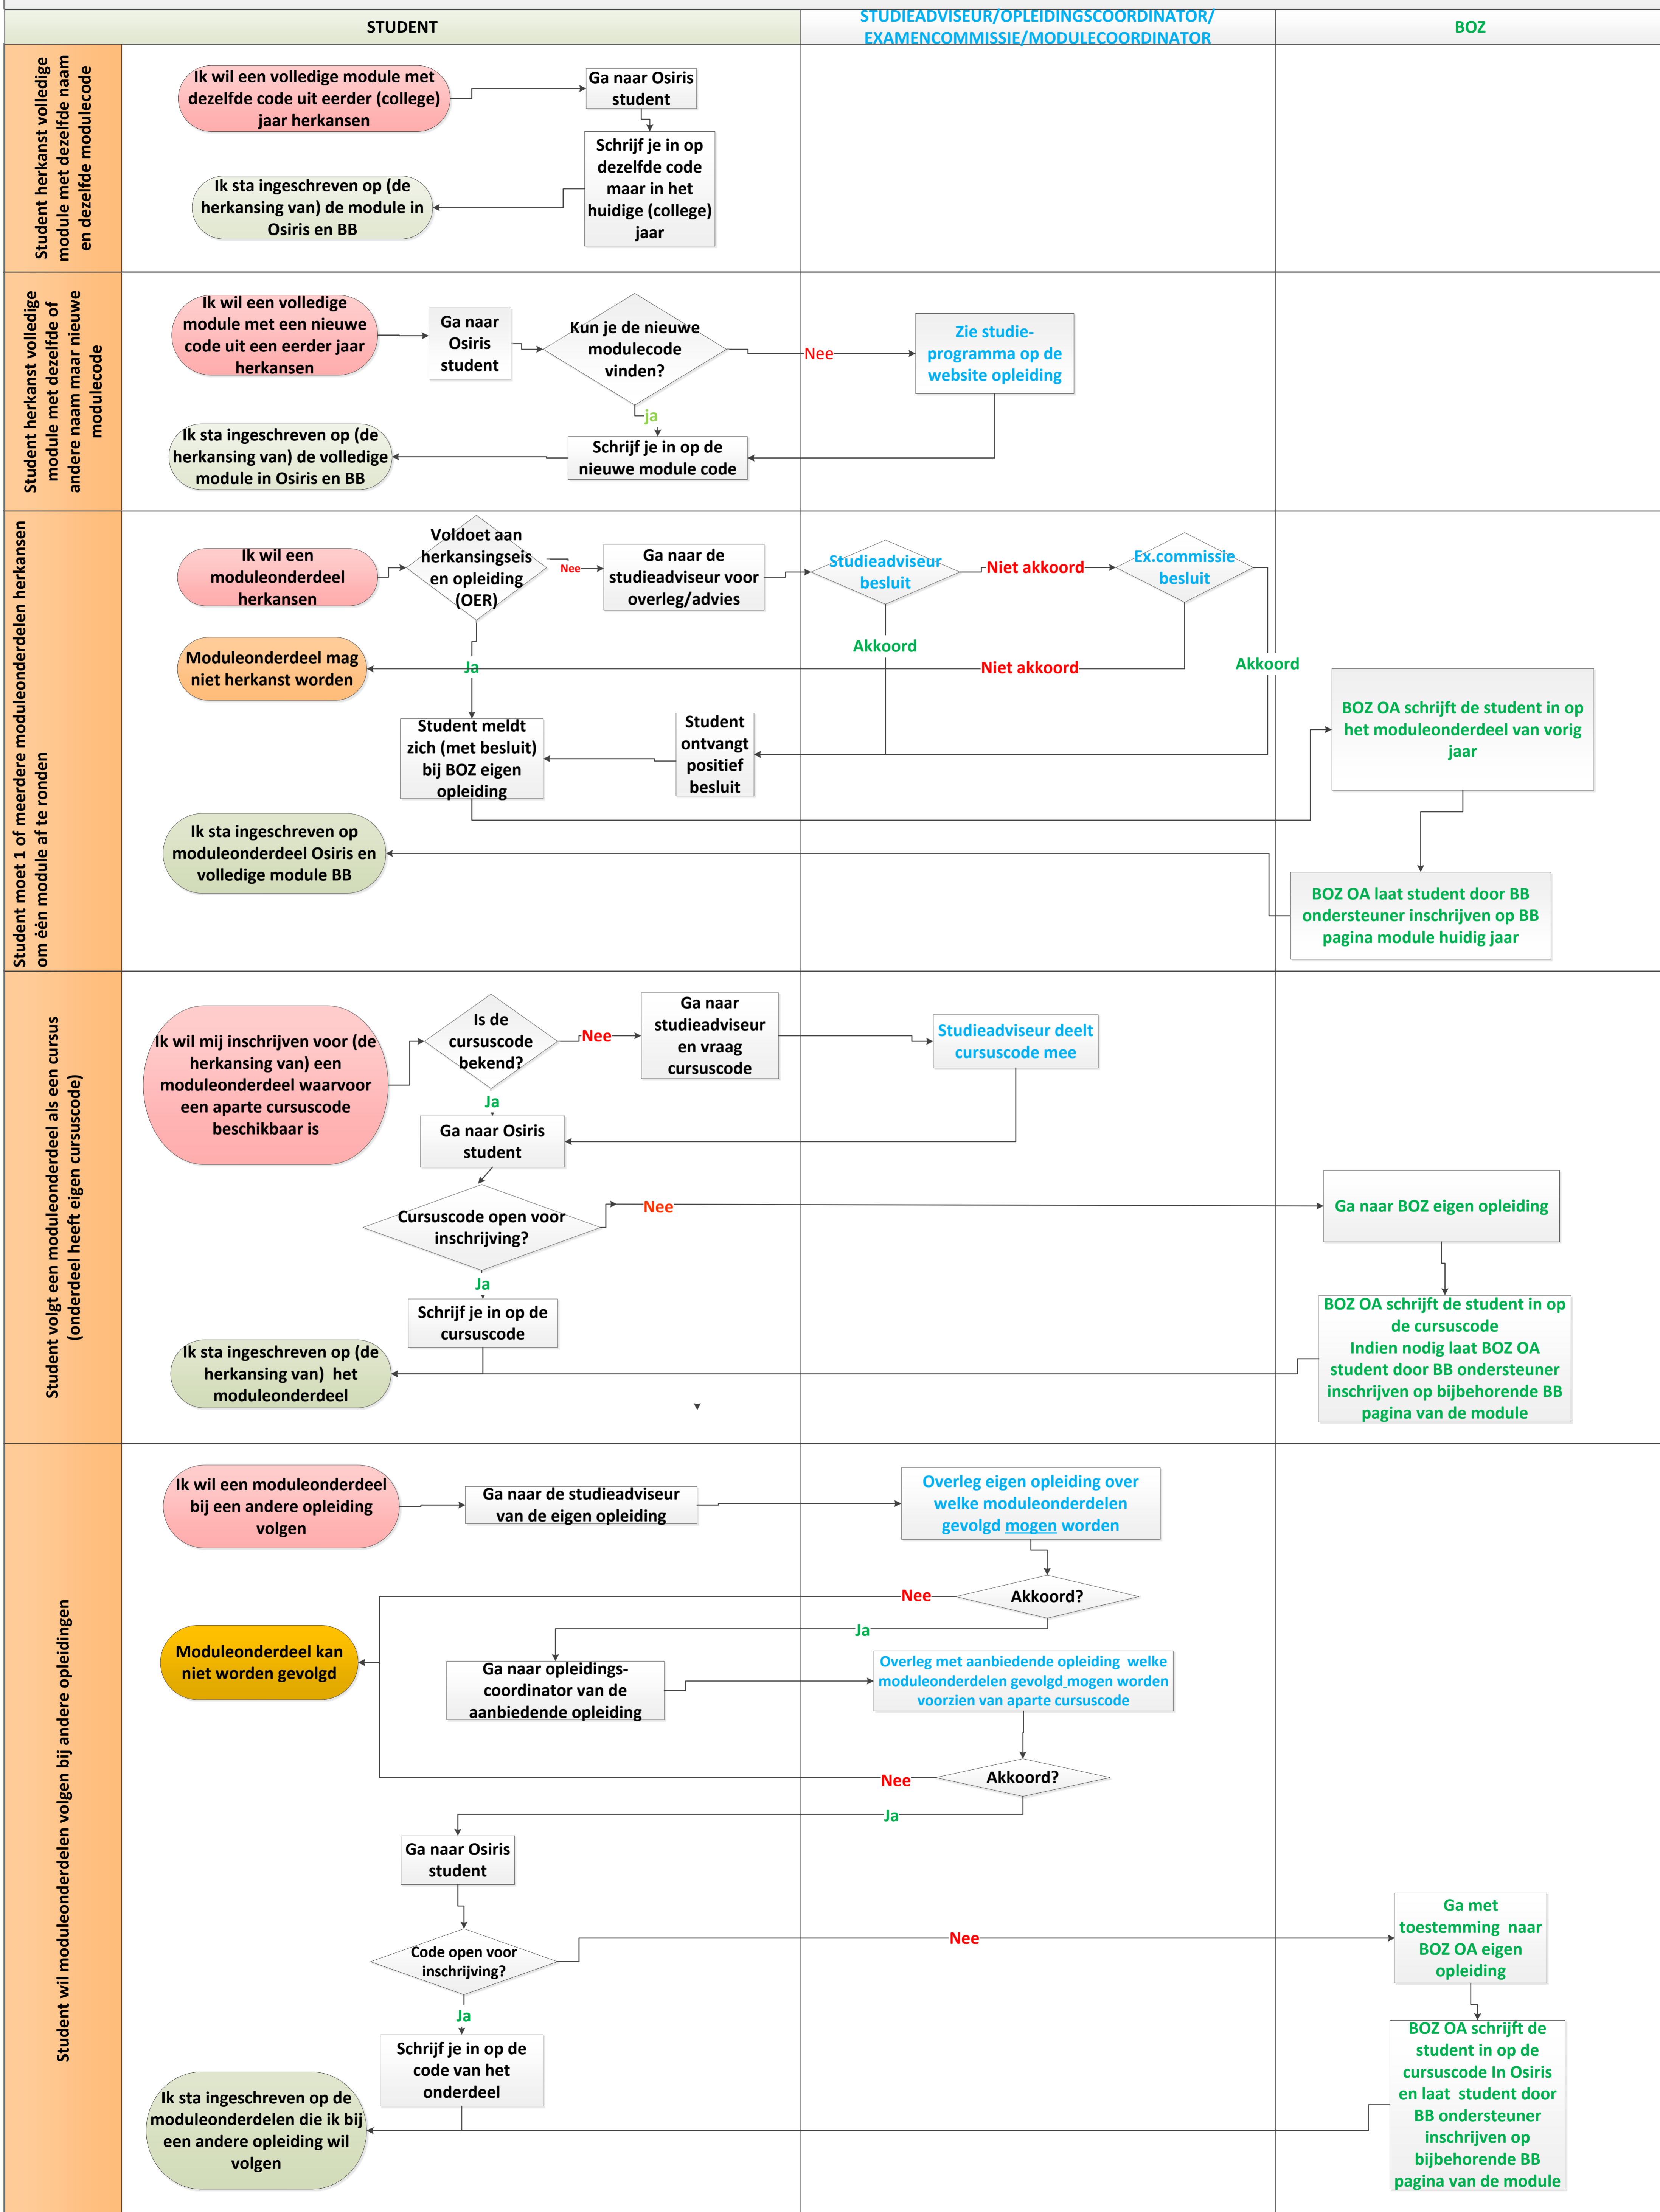 STUDENT
STUDIEADVISEUR/OPLEIDINGSCOORDINATOR/
EXAMENCOMMISSIE/MODULECOORDINATOR
BOZ
Student herkanst volledige
module met dezelfde naam
en dezelfde modulecode
Ik wil een volledige module met
dezelfde code uit eerder (college)
jaar herkansen
Ga naar Osiris
student
Schrijf je in op
dezelfde code
maar in het
huidige (college)
jaar
Ik sta ingeschreven op (de
herkansing van) de module in
Osiris en BB
Student herkanst volledige
module met dezelfde of
andere naam maar nieuwe
modulecode
Ik wil een volledige
module met een nieuwe
code uit een eerder jaar
herkansen
Ga naar
Osiris
student
Kun je de nieuwe
modulecode
vinden?
Nee
Zie studie-
programma op de
website opleiding
ja
Schrijf je in op de
nieuwe module code
Ik sta ingeschreven op (de
herkansing van) de volledige
module in Osiris en BB
Student moet 1 of meerdere moduleonderdelen herkansen
om één module af te ronden
Ik wil een
moduleonderdeel
herkansen
Voldoet aan
herkansingseis
en opleiding
(OER)
Nee
Ga naar de
studieadviseur voor
overleg/advies
Studieadviseur
besluit
Niet akkoord
Ex.commissie
besluit
Akkoord
Akkoord
Niet akkoord
Ja
Moduleonderdeel mag
niet herkanst worden
Student meldt
zich (met besluit)
bij BOZ eigen
opleiding
Student
ontvangt
positief
besluit
BOZ OA schrijft de student in op
het moduleonderdeel van vorig
jaar
Ik sta ingeschreven op
moduleonderdeel Osiris en
volledige module BB
BOZ OA laat student door BB
ondersteuner inschrijven op BB
pagina module huidig jaar
Student volgt een moduleonderdeel als een cursus
(onderdeel heeft eigen cursuscode)
Ik wil mij inschrijven voor (de
herkansing van) een
moduleonderdeel waarvoor
een aparte cursuscode
beschikbaar is
Is de
cursuscode
bekend?
Nee
Ga naar
studieadviseur
en vraag
cursuscode
Studieadviseur deelt
cursuscode mee
Ja
Ga naar Osiris
student
Cursuscode open voor
inschrijving?
Nee
Ga naar BOZ eigen opleiding
Ja
Schrijf je in op de
cursuscode
BOZ OA schrijft de student in op
de cursuscode
Indien nodig laat BOZ OA
student door BB ondersteuner
inschrijven op bijbehorende BB
pagina van de module
Ik sta ingeschreven op (de
herkansing van) het
moduleonderdeel
Student wil moduleonderdelen volgen bij andere opleidingen
Ik wil een moduleonderdeel
bij een andere opleiding
volgen
Ga naar de studieadviseur
van de eigen opleiding
Overleg eigen opleiding over
welke moduleonderdelen
gevolgd mogen worden
Akkoord?
Nee
Ja
Moduleonderdeel kan
niet worden gevolgd
Ga naar opleidings-
coordinator van de
aanbiedende opleiding
Overleg met aanbiedende opleiding welke
moduleonderdelen gevolgd mogen worden
voorzien van aparte cursuscode
Akkoord?
Nee
Ja
Ga naar Osiris
student
Code open voor
inschrijving?
Nee
Ga met
toestemming naar
BOZ OA eigen
opleiding
Ja
Schrijf je in op de
code van het
onderdeel
BOZ OA schrijft de
student in op de
cursuscode In Osiris
en laat student door
BB ondersteuner
inschrijven op
bijbehorende BB
pagina van de module
Ik sta ingeschreven op de
moduleonderdelen die ik bij
een andere opleiding wil
volgen